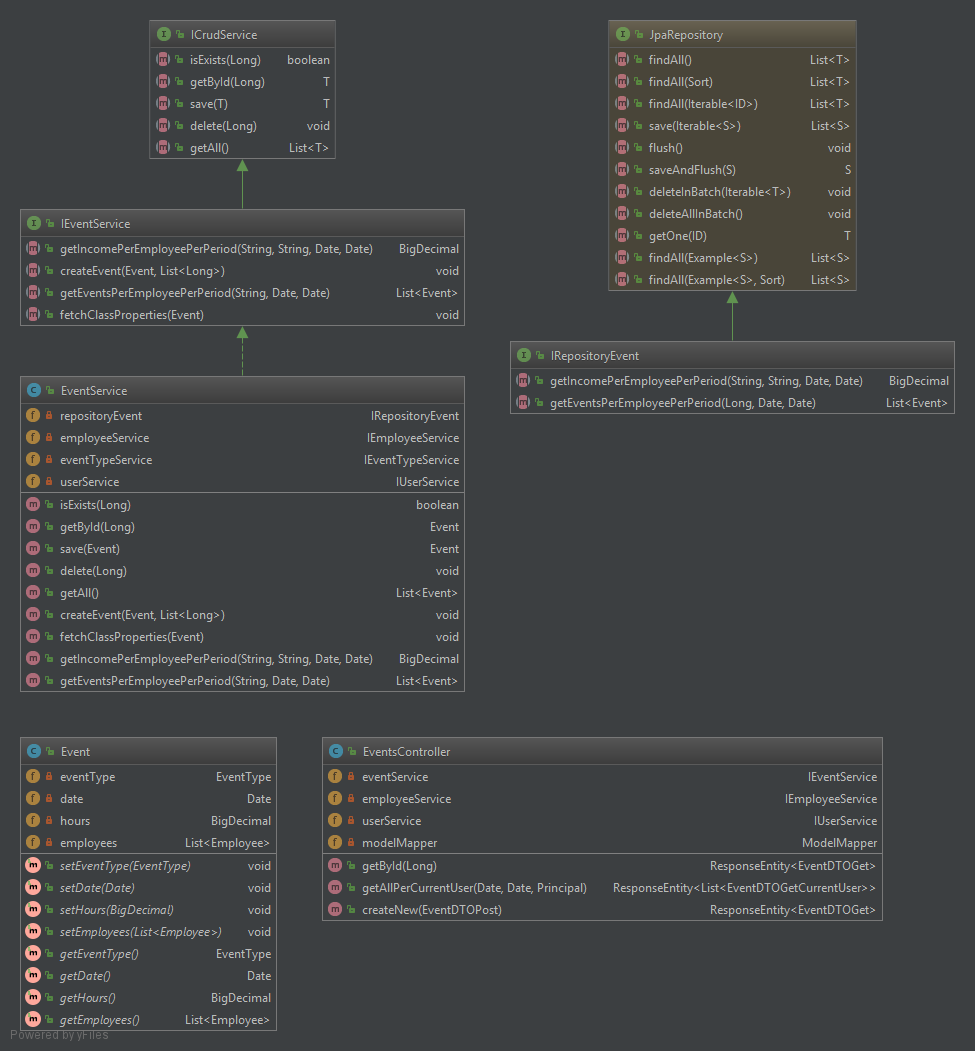 ICrudService
isExists(Long) boolean
getById(Long) T
save(T) T
delete(Long) void
getAll() List<T>
JpaRepository
findAll() List<T>
findAll(Sort) List<T>
findAll(Iterable<ID>) List<T>
save(Iterable<S>) List<S>
flush() void
saveAndFlush(S) S
deleteInBatch(Iterable<T>) void
deleteAllInBatch() void
getOne(ID) T
findAll(Example<S>) List<S>
findAll(Example<S>, Sort) List<S>
IEventService
getIncomePerEmployeePerPeriod(String, String, Date, Date) BigDecimal
createEvent(Event, List<Long>) void
getEventsPerEmployeePerPeriod(String, Date, Date) List<Event>
fetchClassProperties(Event) void
IRepositoryEvent
getIncomePerEmployeePerPeriod(String, String, Date, Date) BigDecimal
getEventsPerEmployeePerPeriod(Long, Date, Date) List<Event>
EventService
repositoryEvent IRepositoryEvent
employeeService IEmployeeService
eventTypeService IEventTypeService
userService IUserService
isExists(Long) boolean
getById(Long) Event
save(Event) Event
delete(Long) void
getAll() List<Event>
createEvent(Event, List<Long>) void
fetchClassProperties(Event) void
getIncomePerEmployeePerPeriod(String, String, Date, Date) BigDecimal
getEventsPerEmployeePerPeriod(String, Date, Date) List<Event>
Event
eventType EventType
date Date
hours BigDecimal
employees List<Employee>
setEventType(EventType) void
setDate(Date) void
setHours(BigDecimal) void
setEmployees(List<Employee>) void
getEventType() EventType
getDate() Date
getHours() BigDecimal
getEmployees() List<Employee>
EventsController
eventService IEventService
employeeService IEmployeeService
userService IUserService
modelMapper ModelMapper
getById(Long) ResponseEntity<EventDTOGet>
getAllPerCurrentUser(Date, Date, Principal) ResponseEntity<List<EventDTOGetCurrentUser>>
createNew(EventDTOPost) ResponseEntity<EventDTOGet>
Powered by yFiles